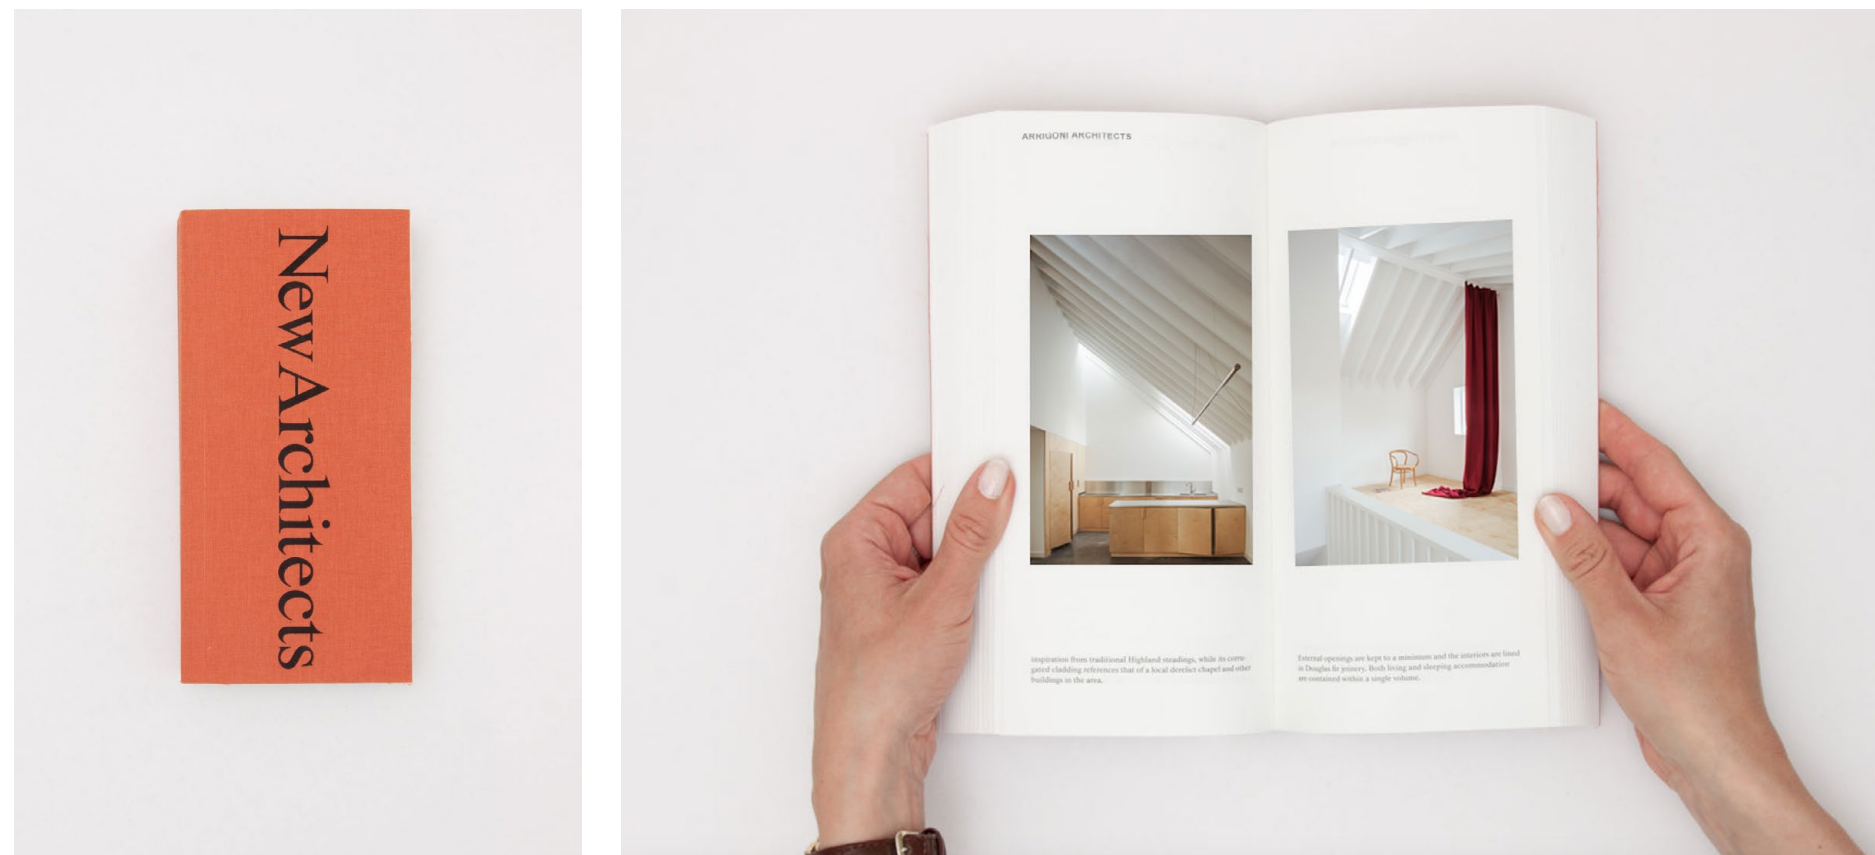 New Architects
ARRIGONI ARCHITECTS
inspiration from traditional Highland steadings, while its corru-
gated cladding references that of a local derelict chapel and other
buildings in the area.
External openings are kept to a minimum and the interiors are lined
in Douglas fir joinery. Both living and sleeping accommodation
are contained within a single volume.